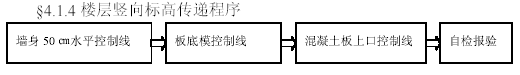 §4.1.4 楼层竖向标高传递程序
墙身 50 ㎝水平控制线
板底模控制线
混凝土板上口控制线
自检报验